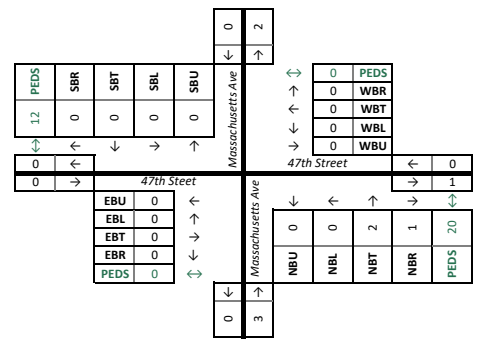 0 2
↓ ↑
PEDS SBR SBT SBL SBU
12 0 0 0 0
↕ ← ↓ → ↑
Massachusetts Ave
↔ 0 PEDS
↑ 0 WBR
← 0 WBT
↓ 0 WBL
→ 0 WBU
0 ←
47th Street
← 0
0 →
47th Steet
→ 1
EBU 0 ←
EBL 0 ↑
EBT 0 →
EBR 0 ↓
PEDS 0 ↔
Massachusetts Ave
↓ ← ↑ → ↕
0 0 2 1 20
NBU NBL NBT NBR PEDS
↓ ↑
0 3